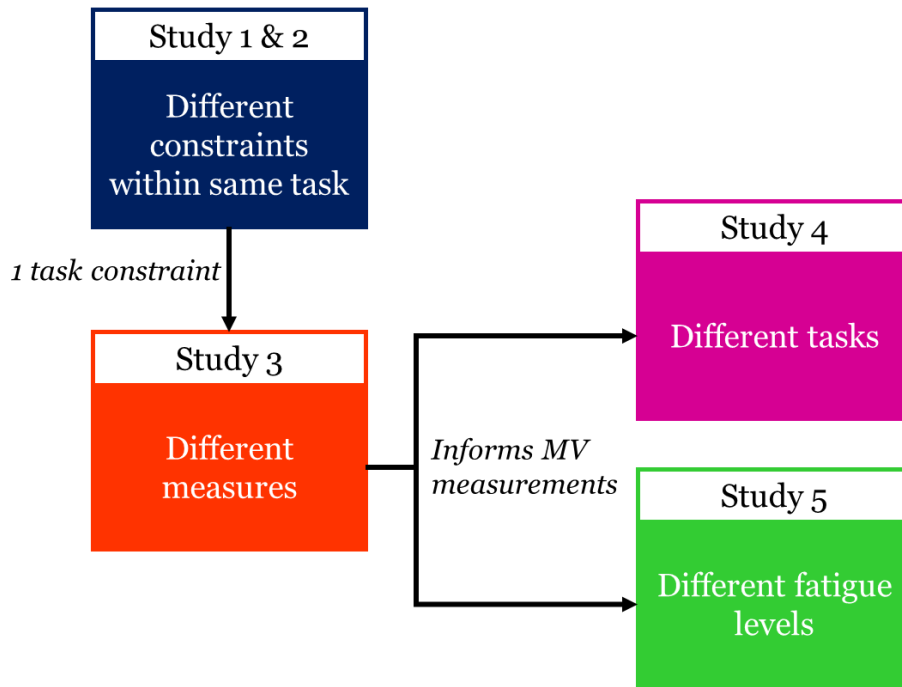 Study 1 & 2
Different
constraints
within same task
1 task constraint
Study 3
Different
measures
Informs MV
measurements
Study 4
Different tasks
Study 5
Different fatigue
levels